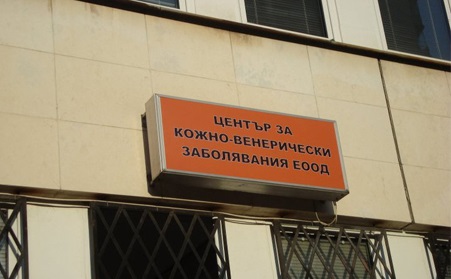 ЦЕНТЪР ЗА
КОЖНО-ВЕНЕРИЧЕСКИ
ЗАБОЛЯВАНИЯ ЕООД